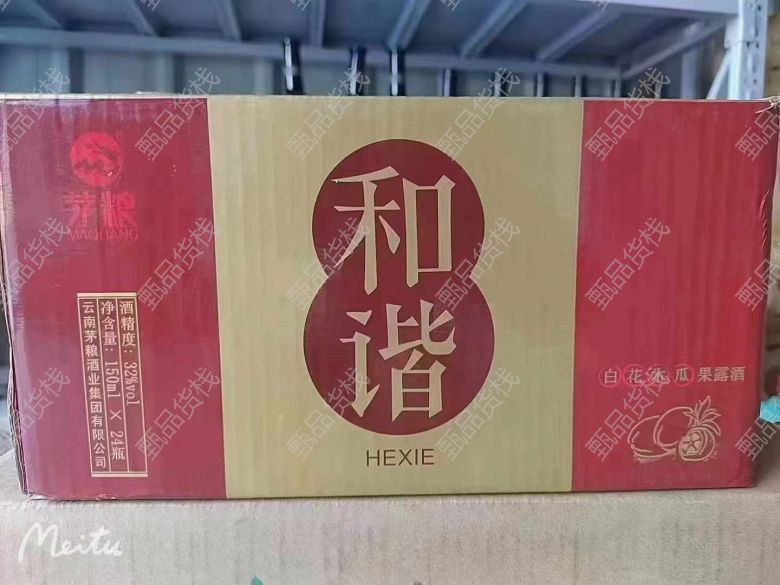 茅粮
MAOLIANG
酒精度：32%vol
净含量：150ml X 24瓶
云南茅粮酒业集团有限公司
和谐
HEXIE
白花木瓜果露酒
Meitu
甄品货栈